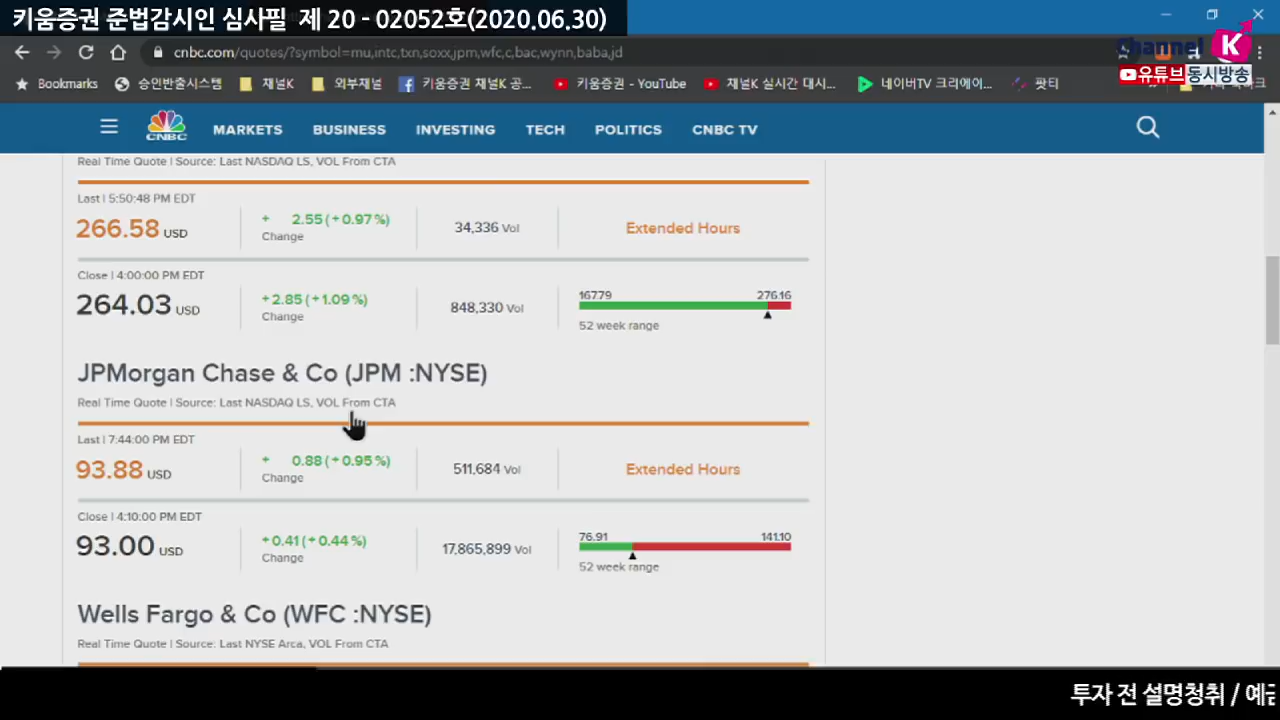 키움증권 준법감시인 심사필 제 20 - 02052호(2020.06.30)
Channel K
cnbc.com/quotes/?symbol=mu,intc,txn,soxx,jpm,wfc,c,bac,wynn,baba,jd
유튜브동시방송
Bookmarks 승인반출시스템 재널K 외부채널 키움증권 채널K 공... 키움증권 - YouTube 채널K 실시간 대시... 네이버TV 크리에이... 팟티
CNBC MARKETS BUSINESS INVESTING TECH POLITICS CNBC TV
Real Time Quote | Source: Last NASDAQ LS, VOL From CTA
Last | 5:50:48 PM EDT
266.58 USD + 2.55 (+0.97%) Change 34,336 Vol Extended Hours
Close | 4:00:00 PM EDT
264.03 USD +2.85 (+1.09%) Change 848,330 Vol 167.79 276.16
52 week range
JPMorgan Chase & Co (JPM :NYSE)
Real Time Quote | Source: Last NASDAQ LS, VOL From CTA
Last | 7:44:00 PM EDT
93.88 USD + 0.88 (+0.95%) Change 511,684 Vol Extended Hours
Close | 4:10:00 PM EDT
93.00 USD +0.41 (+0.44%) Change 17,865,899 Vol 76.91 141.10
52 week range
Wells Fargo & Co (WFC :NYSE)
Real Time Quote | Source: Last NYSE Arca, VOL From CTA
투자 전 설명청취 / 예금